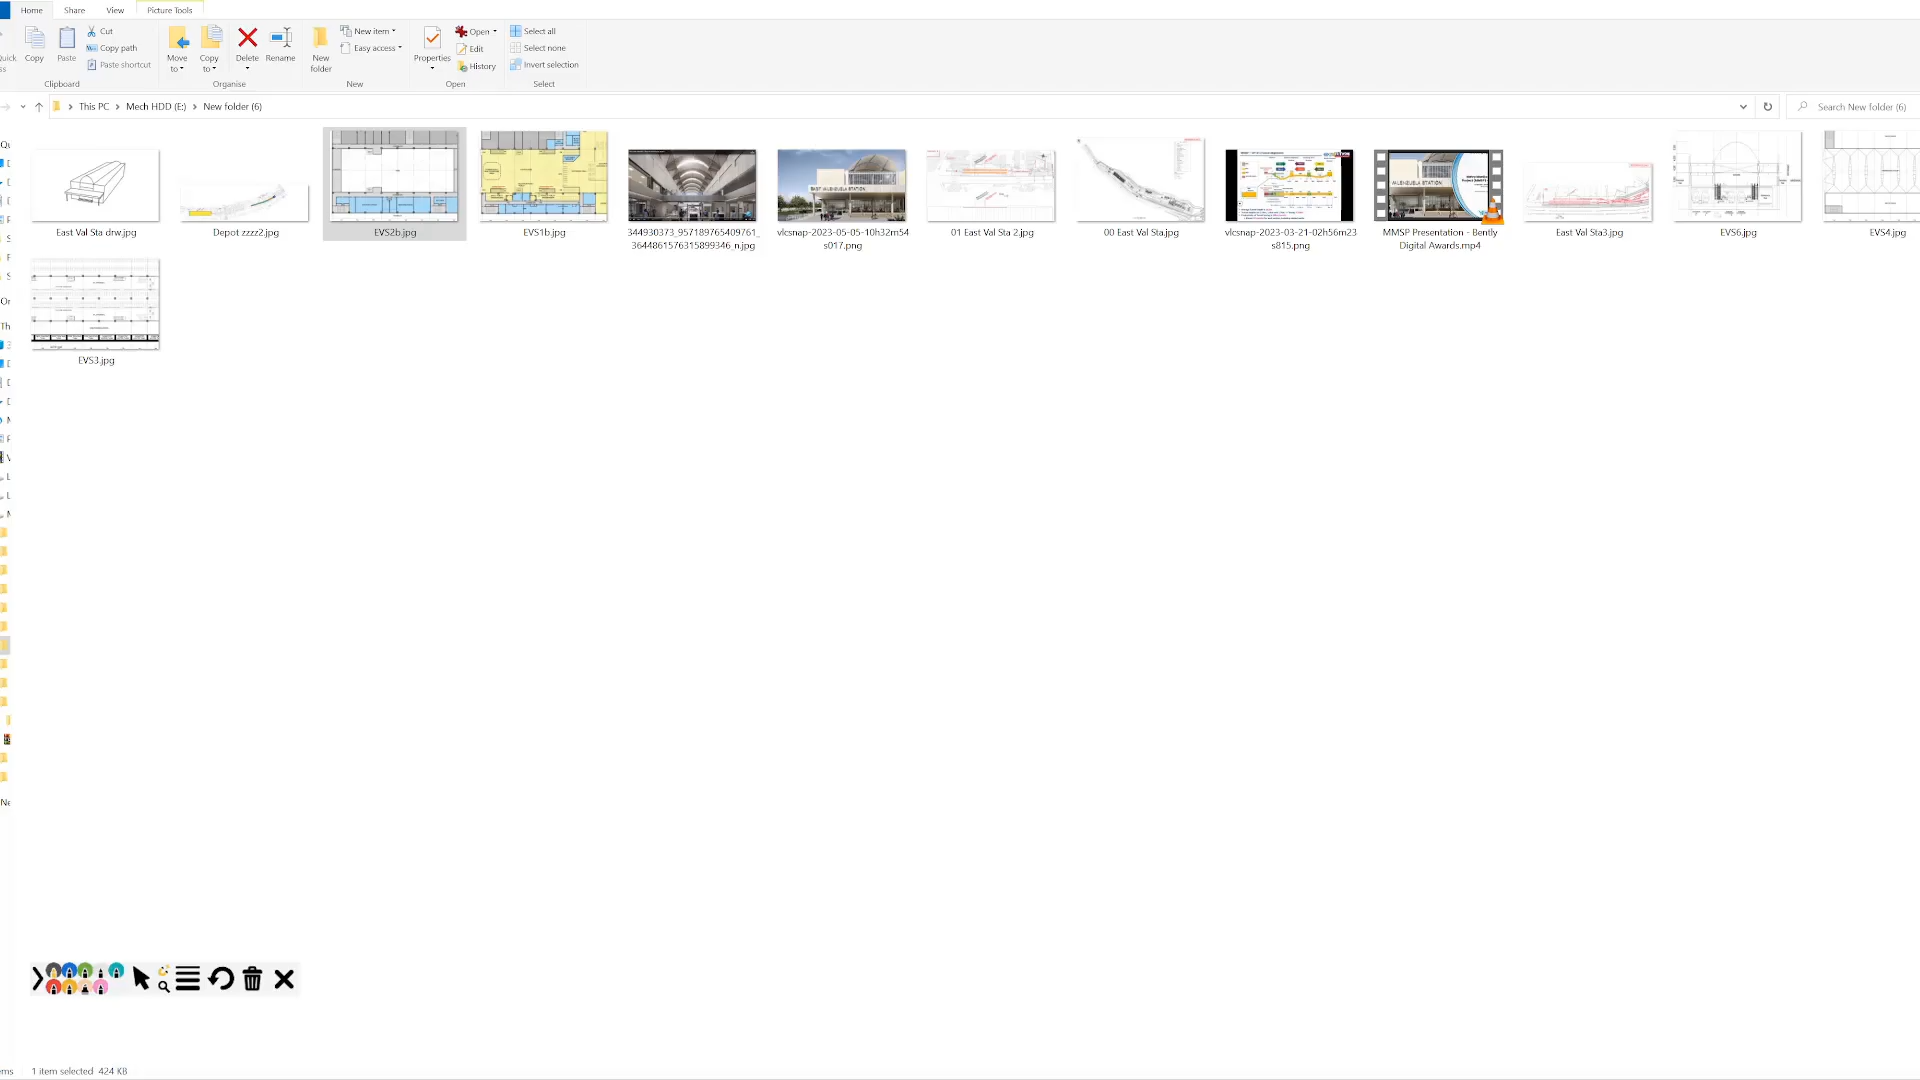 Home Share View Picture Tools
Copy
Paste
Cut
Copy path
Paste shortcut
Move to
Copy to
Delete
Rename
New folder
New item
Easy access
Properties
Open
Edit
History
Select all
Select none
Invert selection
Clipboard Organise New Open Select
This PC Mech HDD (E:) New folder (6)
Search New folder (6)
EAST VALENZUELA STATION
East Val Sta drw.jpg
Depot zzzz2.jpg
EVS2b.jpg
EVS1b.jpg
344930373_957189765409761_
3644861576315899346_n.jpg
vlcsnap-2023-05-05-10h32m54
s017.png
01 East Val Sta 2.jpg
00 East Val Sta.jpg
vlcsnap-2023-03-21-02h56m23
s815.png
MMSP Presentation - Bently
Digital Awards.mp4
East Val Sta3.jpg
EVS6.jpg
EVS4.jpg
EVS3.jpg
1 item selected 424 KB